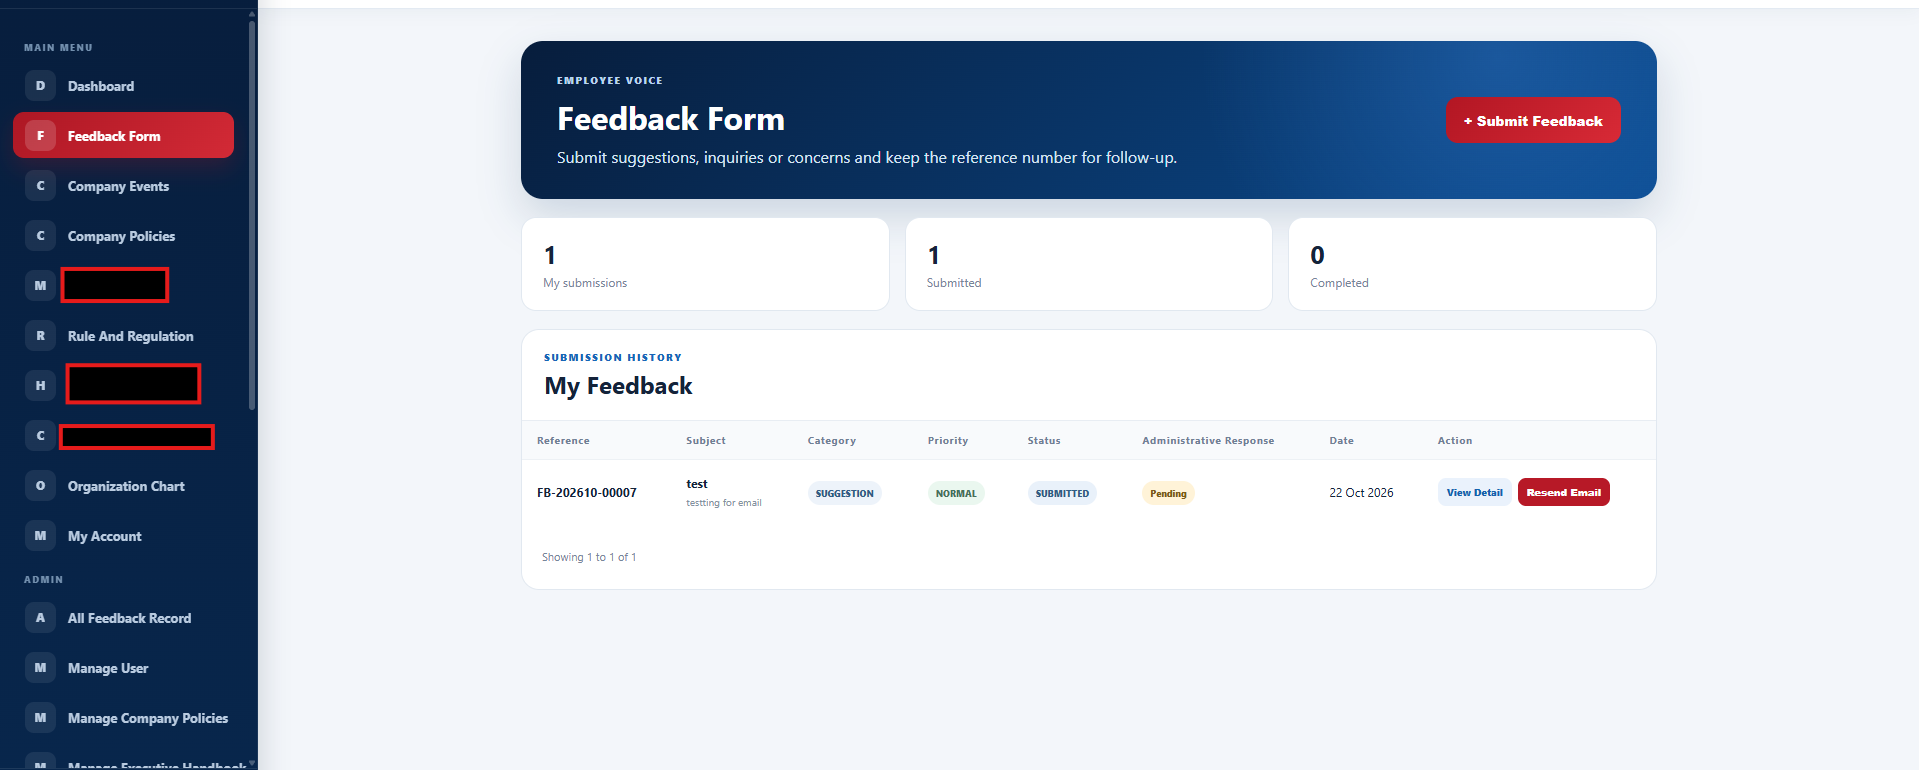 MAIN MENU
D Dashboard
F Feedback Form
C Company Events
C Company Policies
M
R Rule And Regulation
H
C
O Organization Chart
M My Account
ADMIN
A All Feedback Record
M Manage User
M Manage Company Policies
M Manage Executive Handbook
EMPLOYEE VOICE
Feedback Form
Submit suggestions, inquiries or concerns and keep the reference number for follow-up.
+ Submit Feedback
1
My submissions
1
Submitted
0
Completed
SUBMISSION HISTORY
My Feedback
Reference Subject Category Priority Status Administrative Response Date Action
FB-202610-00007 test SUGGESTION NORMAL SUBMITTED Pending 22 Oct 2026 View Detail Resend Email
testting for email
Showing 1 to 1 of 1